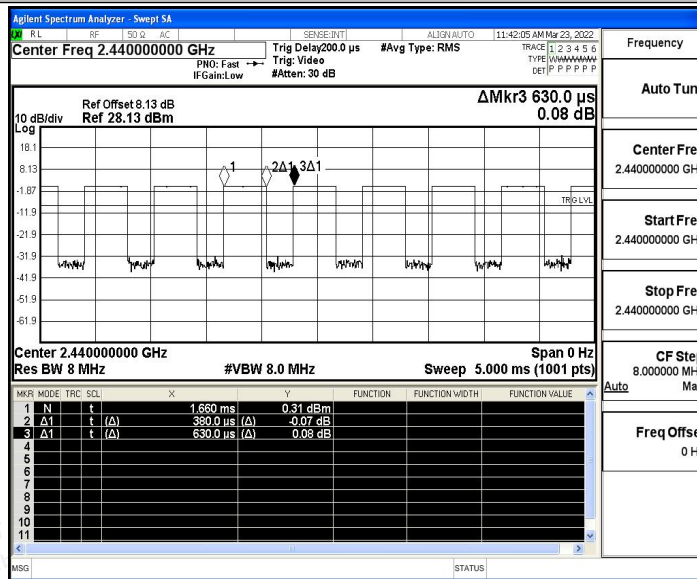 Agilent Spectrum Analyzer - Swept SA
LXI RL RF 50 Ω AC SENSE:INT ALIGN AUTO 11:42:05 AM Mar 23, 2022
Center Freq 2.440000000 GHz
PNO: Fast
IFGain:Low
Trig Delay200.0 µs
Trig: Video
#Atten: 30 dB
#Avg Type: RMS
TRACE 1 2 3 4 5 6
TYPE WWWWWW
DET P P P P P P
Ref Offset 8.13 dB
10 dB/div Ref 28.13 dBm
Log
ΔMkr3 630.0 µs
0.08 dB
18.1
8.13
-1.87
-11.9
-21.9
-31.9
-41.9
-51.9
-61.9
1 2Δ1 3Δ1
TRIG LVL
Center 2.440000000 GHz Span 0 Hz
Res BW 8 MHz #VBW 8.0 MHz Sweep 5.000 ms (1001 pts)
MKR MODE TRC SCL X Y FUNCTION FUNCTION WIDTH FUNCTION VALUE
1 N t 1.660 ms 0.31 dBm
2 Δ1 t (Δ) 380.0 µs (Δ) -0.07 dB
3 Δ1 t (Δ) 630.0 µs (Δ) 0.08 dB
4
5
6
7
8
9
10
11
MSG STATUS
Frequency
Auto Tun
Center Fre
2.440000000 GH
Start Fre
2.440000000 GH
Stop Fre
2.440000000 GH
CF Ste
8.000000 MH
Auto Ma
Freq Offse
0 H